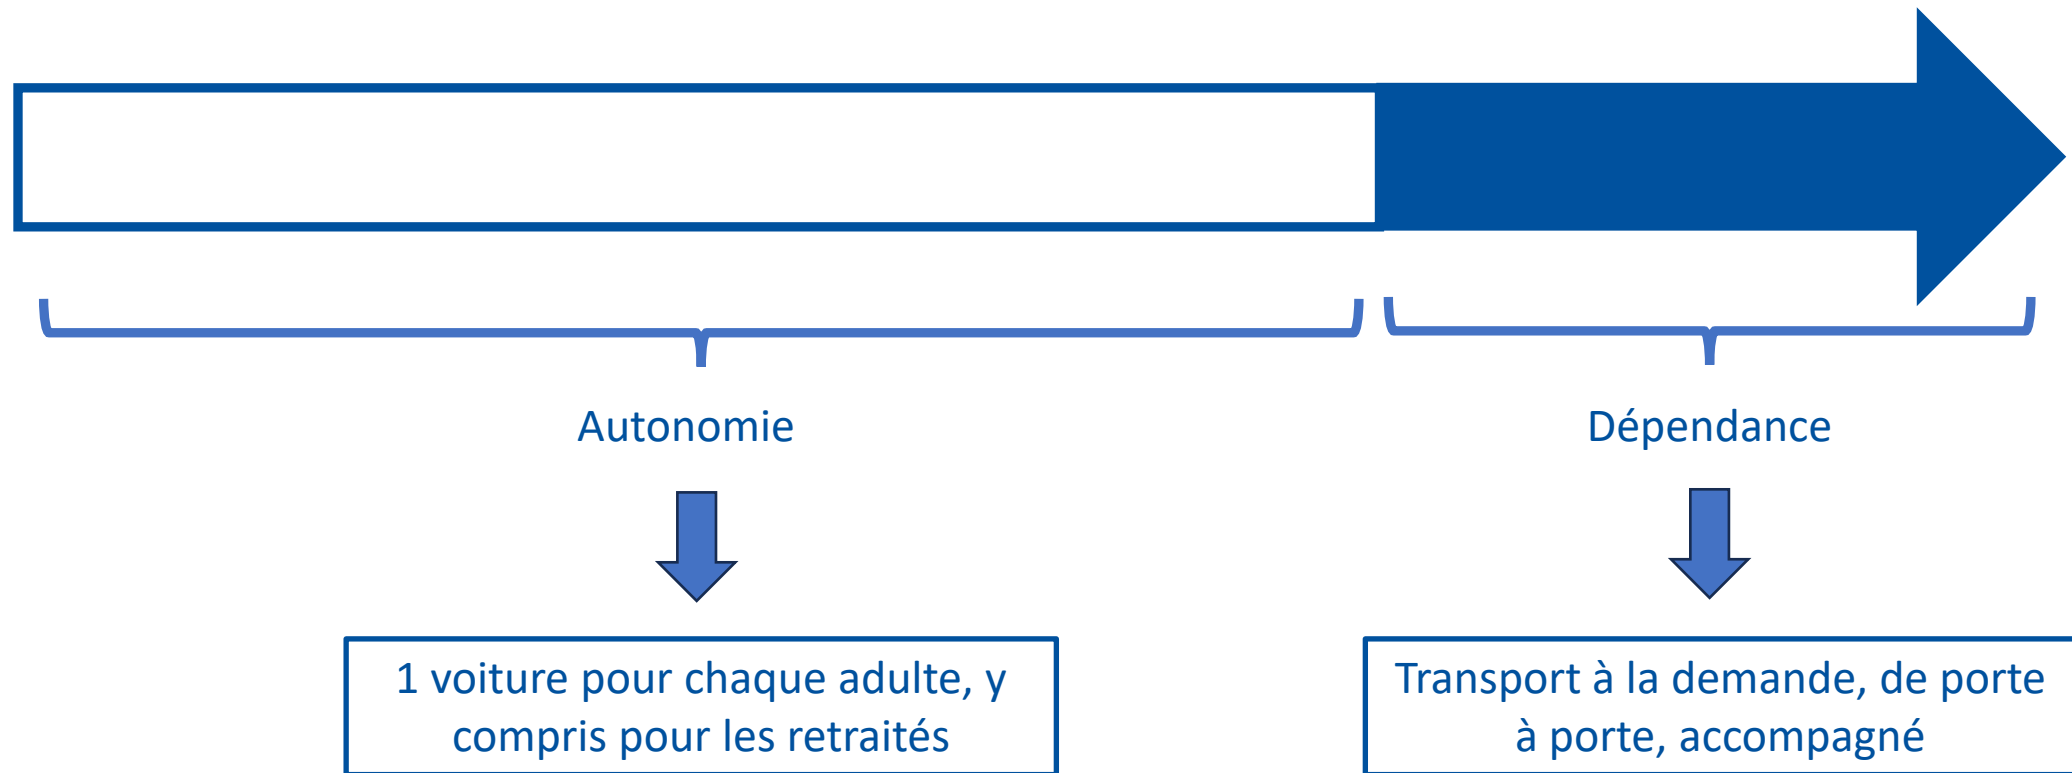 Autonomie
Dépendance
1 voiture pour chaque adulte, y
compris pour les retraités
Transport à la demande, de porte
à porte, accompagné